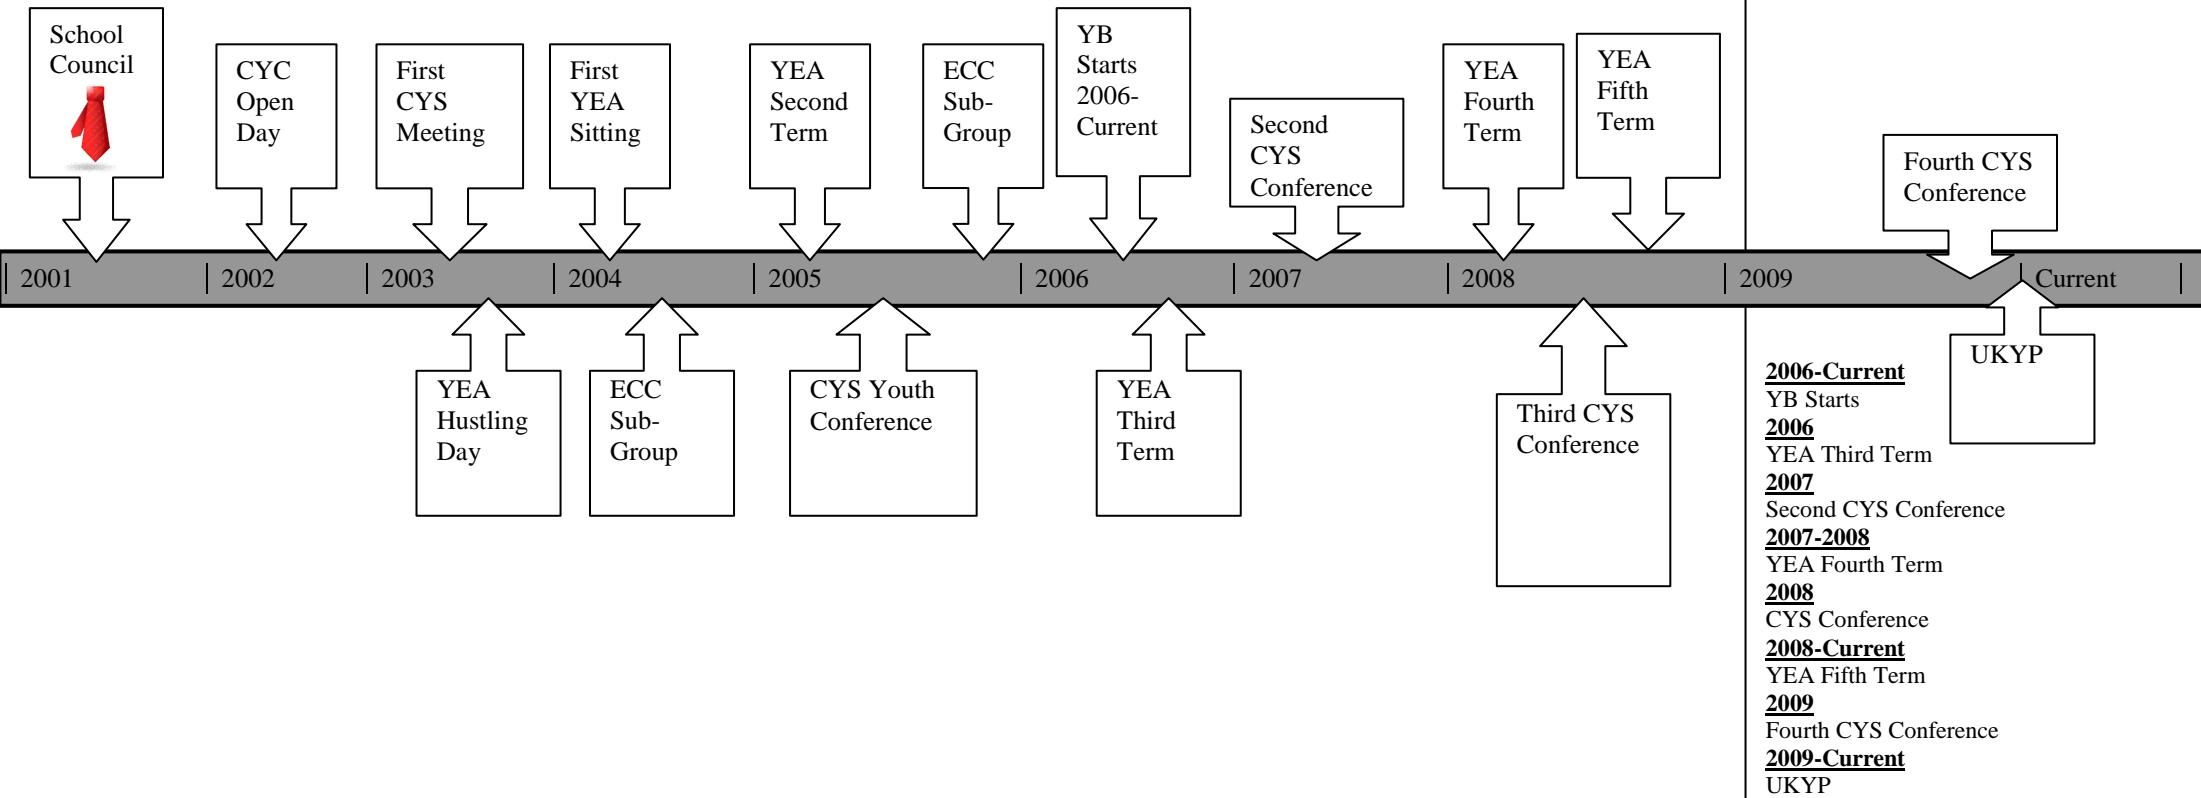 School
Council
CYC
Open
Day
First
CYS
Meeting
First
YEA
Sitting
YEA
Second
Term
ECC
Sub-
Group
YB
Starts
2006-
Current
Second
CYS
Conference
YEA
Fourth
Term
YEA
Fifth
Term
Fourth CYS
Conference
2001
2002
2003
2004
2005
2006
2007
2008
2009
Current
YEA
Hustling
Day
ECC
Sub-
Group
CYS Youth
Conference
YEA
Third
Term
Third CYS
Conference
UKYP
2006-Current
YB Starts
2006
YEA Third Term
2007
Second CYS Conference
2007-2008
YEA Fourth Term
2008
CYS Conference
2008-Current
YEA Fifth Term
2009
Fourth CYS Conference
2009-Current
UKYP